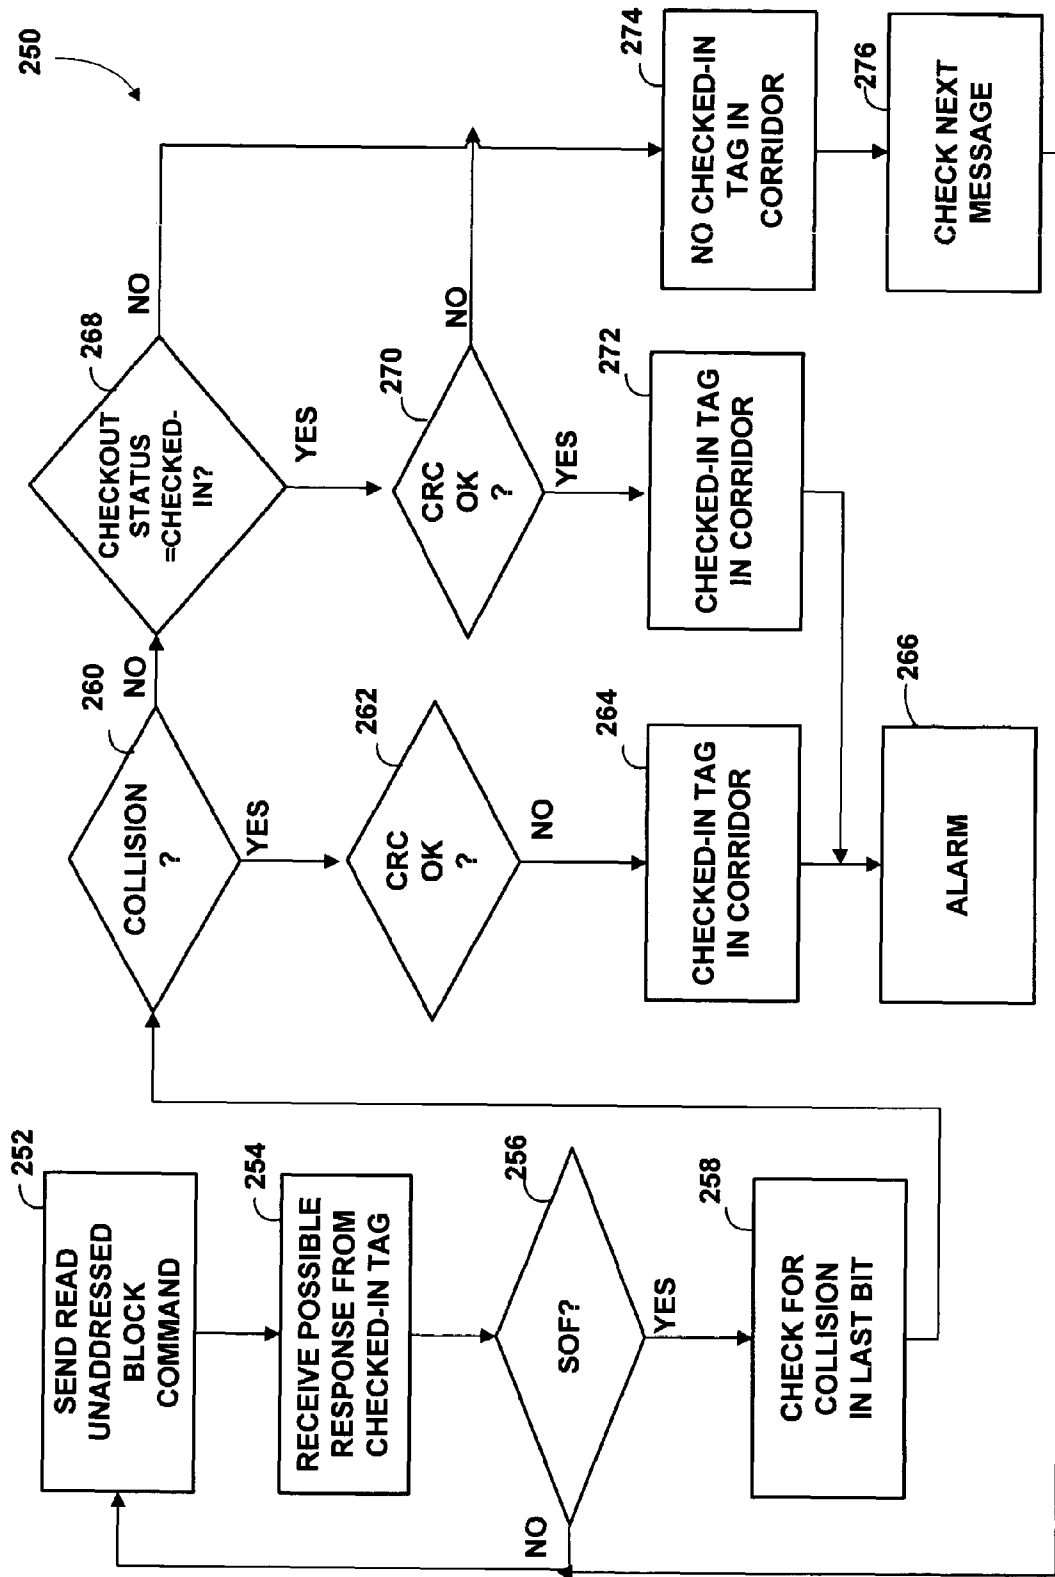 250
252
SEND READ
UNADDRESSED
BLOCK
COMMAND
254
RECEIVE POSSIBLE
RESPONSE FROM
CHECKED-IN TAG
256
SOF?
NO
YES
258
CHECK FOR
COLLISION
IN LAST BIT
260
COLLISION
?
NO
YES
262
CRC
OK
?
NO
264
CHECKED-IN TAG
IN CORRIDOR
266
ALARM
268
CHECKOUT
STATUS
=CHECKED-
IN?
NO
YES
270
CRC
OK
?
NO
YES
272
CHECKED-IN TAG
IN CORRIDOR
274
NO CHECKED-IN
TAG IN
CORRIDOR
276
CHECK NEXT
MESSAGE